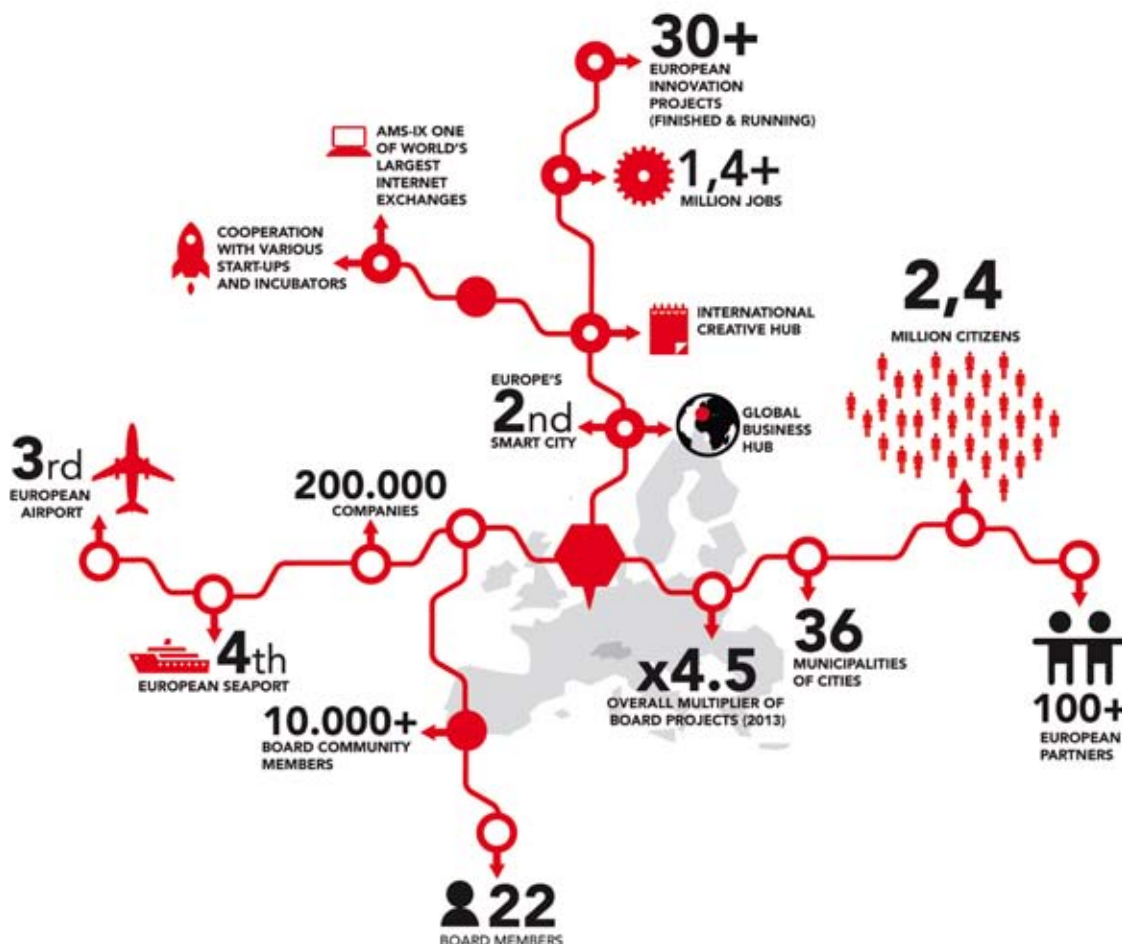 30+
EUROPEAN
INNOVATION
PROJECTS
(FINISHED & RUNNING)
AMS-IX ONE
OF WORLD'S
LARGEST
INTERNET
EXCHANGES
1,4+
MILLION JOBS
COOPERATION
WITH VARIOUS
START-UPS
AND INCUBATORS
INTERNATIONAL
CREATIVE HUB
2,4
MILLION CITIZENS
EUROPE'S
2nd
SMART CITY
GLOBAL
BUSINESS
HUB
3rd
EUROPEAN
AIRPORT
200.000
COMPANIES
4th
EUROPEAN SEAPORT
x4.5
OVERALL MULTIPLIER OF
BOARD PROJECTS (2013)
36
MUNICIPALITIES
OF CITIES
100+
EUROPEAN
PARTNERS
10.000+
BOARD COMMUNITY
MEMBERS
22
BOARD MEMBERS